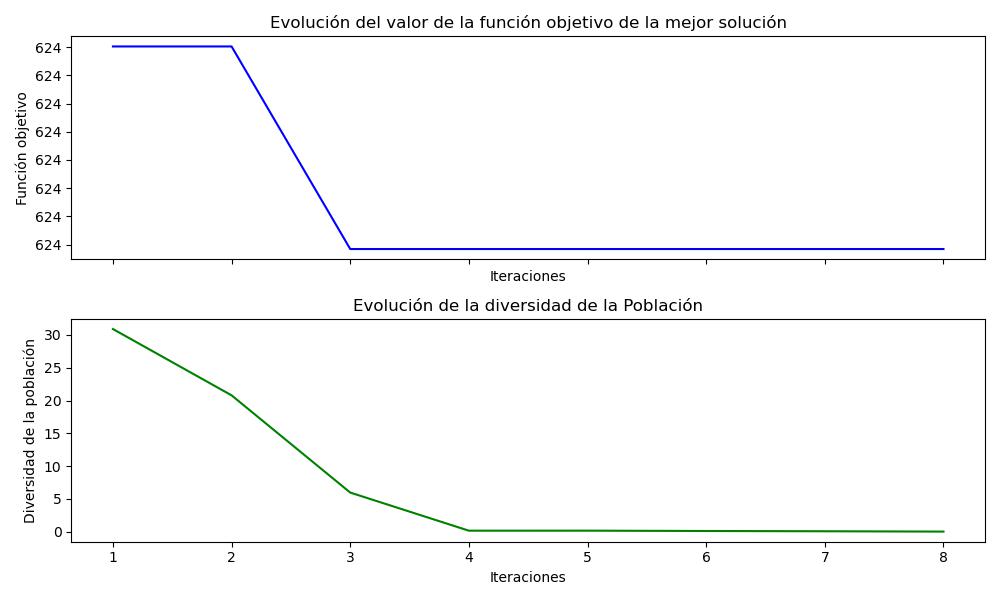 Evolución del valor de la función objetivo de la mejor solución
Función objetivo
624
624
624
624
624
624
624
624
Iteraciones
Evolución de la diversidad de la Población
Diversidad de la población
30
25
20
15
10
5
0
1 2 3 4 5 6 7 8
Iteraciones